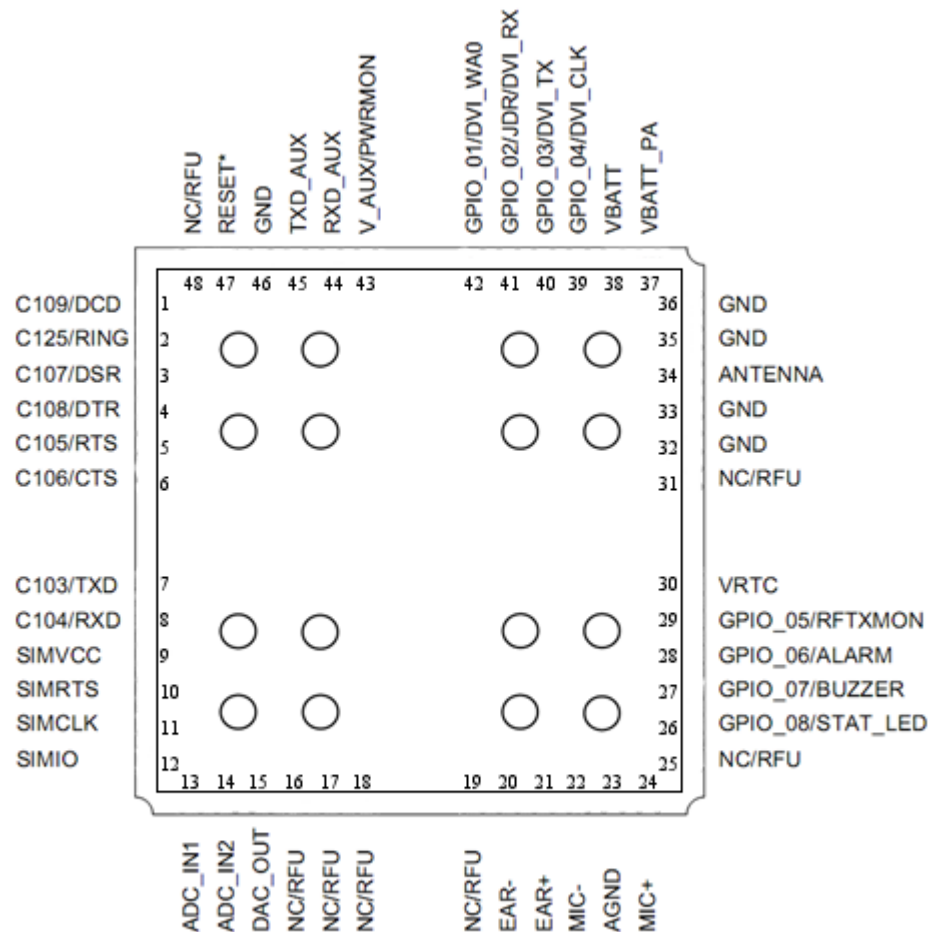 NC/RFU
RESET*
GND
TXD_AUX
RXD_AUX
V_AUX/PWRMON
GPIO_01/DVI_WA0
GPIO_02/JDR/DVI_RX
GPIO_03/DVI_TX
GPIO_04/DVI_CLK
VBATT
VBATT_PA
48 47 46 45 44 43 42 41 40 39 38 37
C109/DCD 1 36 GND
C125/RING 2 35 GND
C107/DSR 3 34 ANTENNA
C108/DTR 4 33 GND
C105/RTS 5 32 GND
C106/CTS 6 31 NC/RFU
C103/TXD 7 30 VRTC
C104/RXD 8 29 GPIO_05/RFTXMON
SIMVCC 9 28 GPIO_06/ALARM
SIMRTS 10 27 GPIO_07/BUZZER
SIMCLK 11 26 GPIO_08/STAT_LED
SIMIO 12 25 NC/RFU
13 14 15 16 17 18 19 20 21 22 23 24
ADC_IN1
ADC_IN2
DAC_OUT
NC/RFU
NC/RFU
NC/RFU
NC/RFU
EAR-
EAR+
MIC-
AGND
MIC+